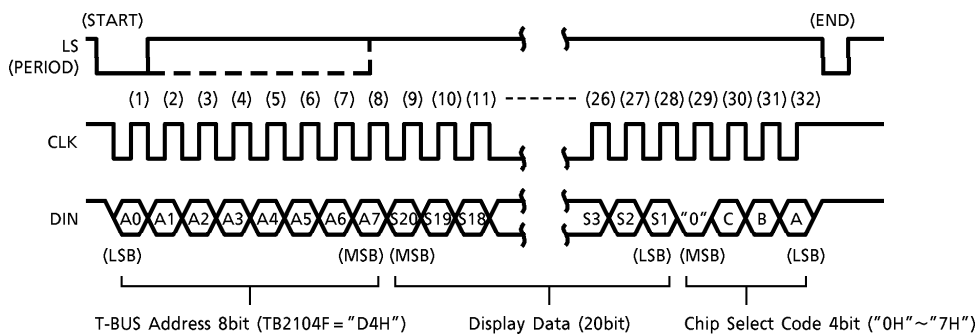 (START) (END)
LS
(PERIOD)
(1) (2) (3) (4) (5) (6) (7) (8) (9) (10) (11) (26) (27) (28) (29) (30) (31) (32)
CLK
DIN A0 A1 A2 A3 A4 A5 A6 A7 S20 S19 S18 S3 S2 S1 "0" C B A
(LSB) (MSB) (MSB) (LSB) (MSB) (LSB)
T-BUS Address 8bit (TB2104F = "D4H") Display Data (20bit) Chip Select Code 4bit ("0H"~"7H")